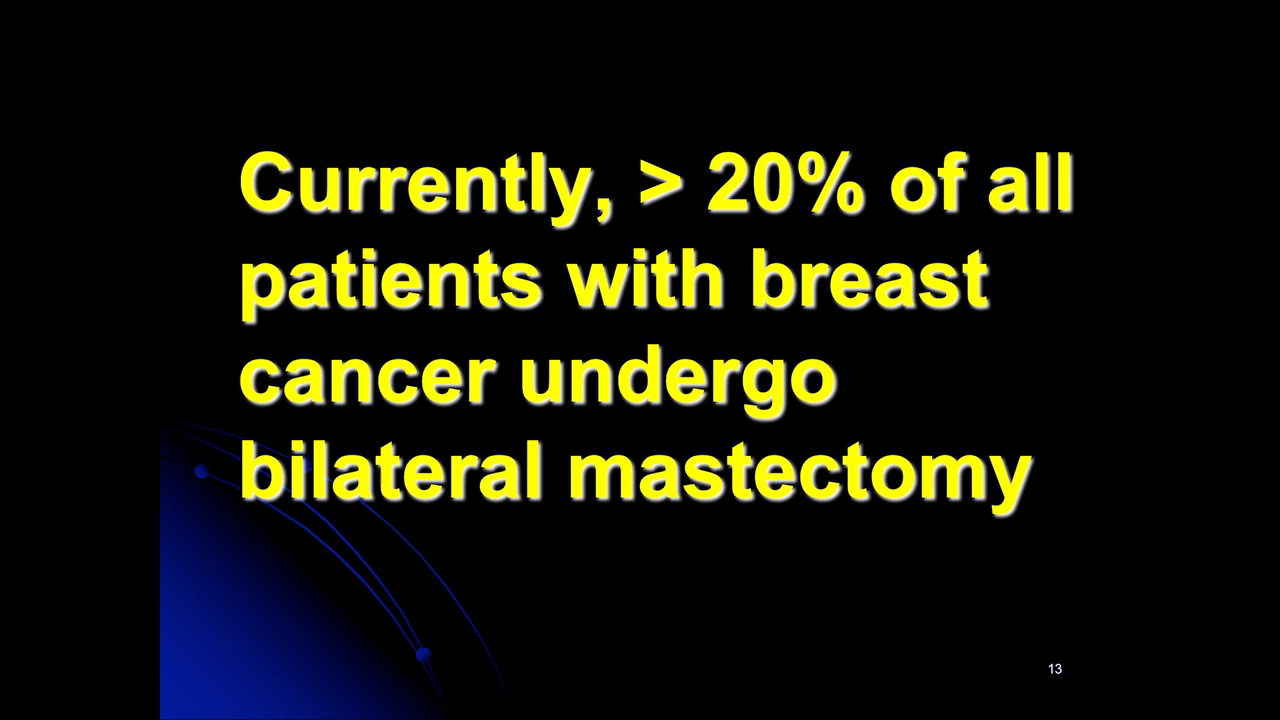 Currently, > 20% of all
patients with breast
cancer undergo
bilateral mastectomy
13